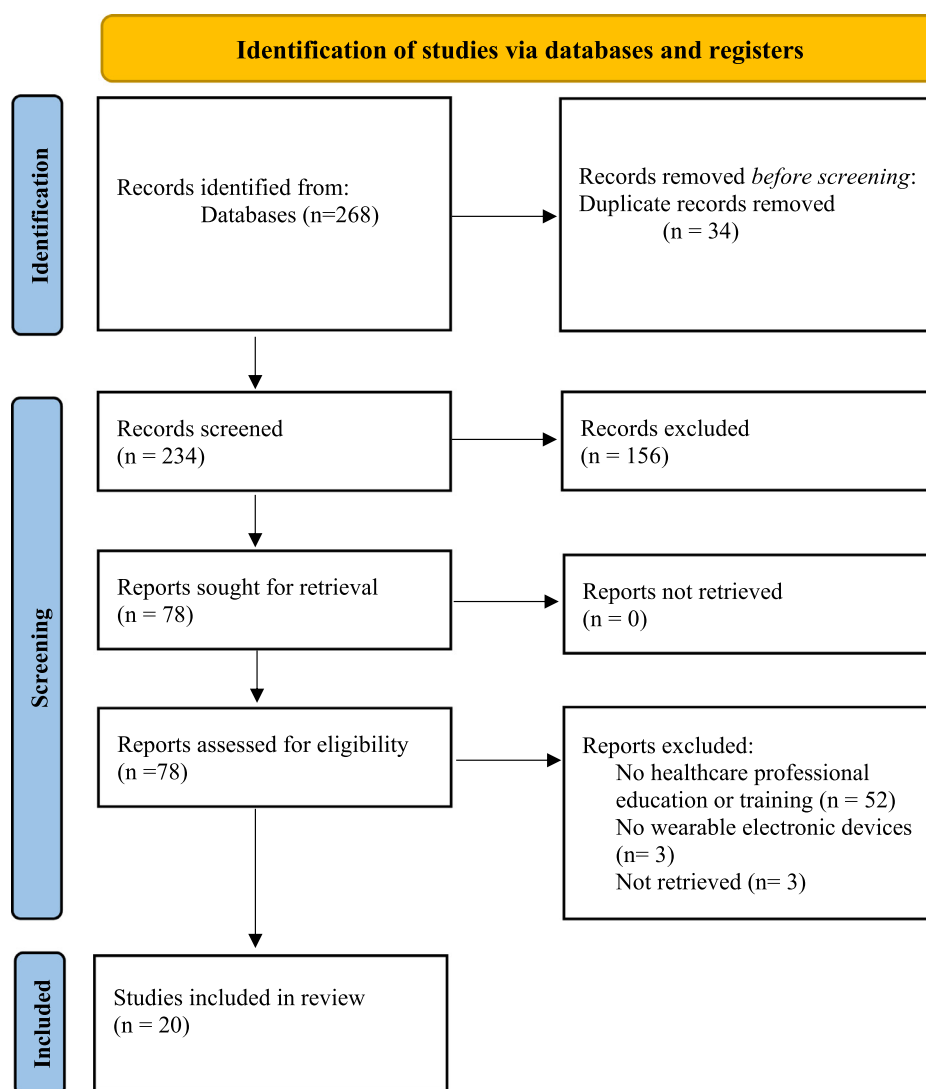 Identification of studies via databases and registers
Identification
Records identified from:
Databases (n=268)
Records removed before screening:
Duplicate records removed
(n = 34)
Screening
Records screened
(n = 234)
Records excluded
(n = 156)
Reports sought for retrieval
(n = 78)
Reports not retrieved
(n = 0)
Reports assessed for eligibility
(n =78)
Reports excluded:
No healthcare professional
education or training (n = 52)
No wearable electronic devices
(n= 3)
Not retrieved (n= 3)
Included
Studies included in review
(n = 20)